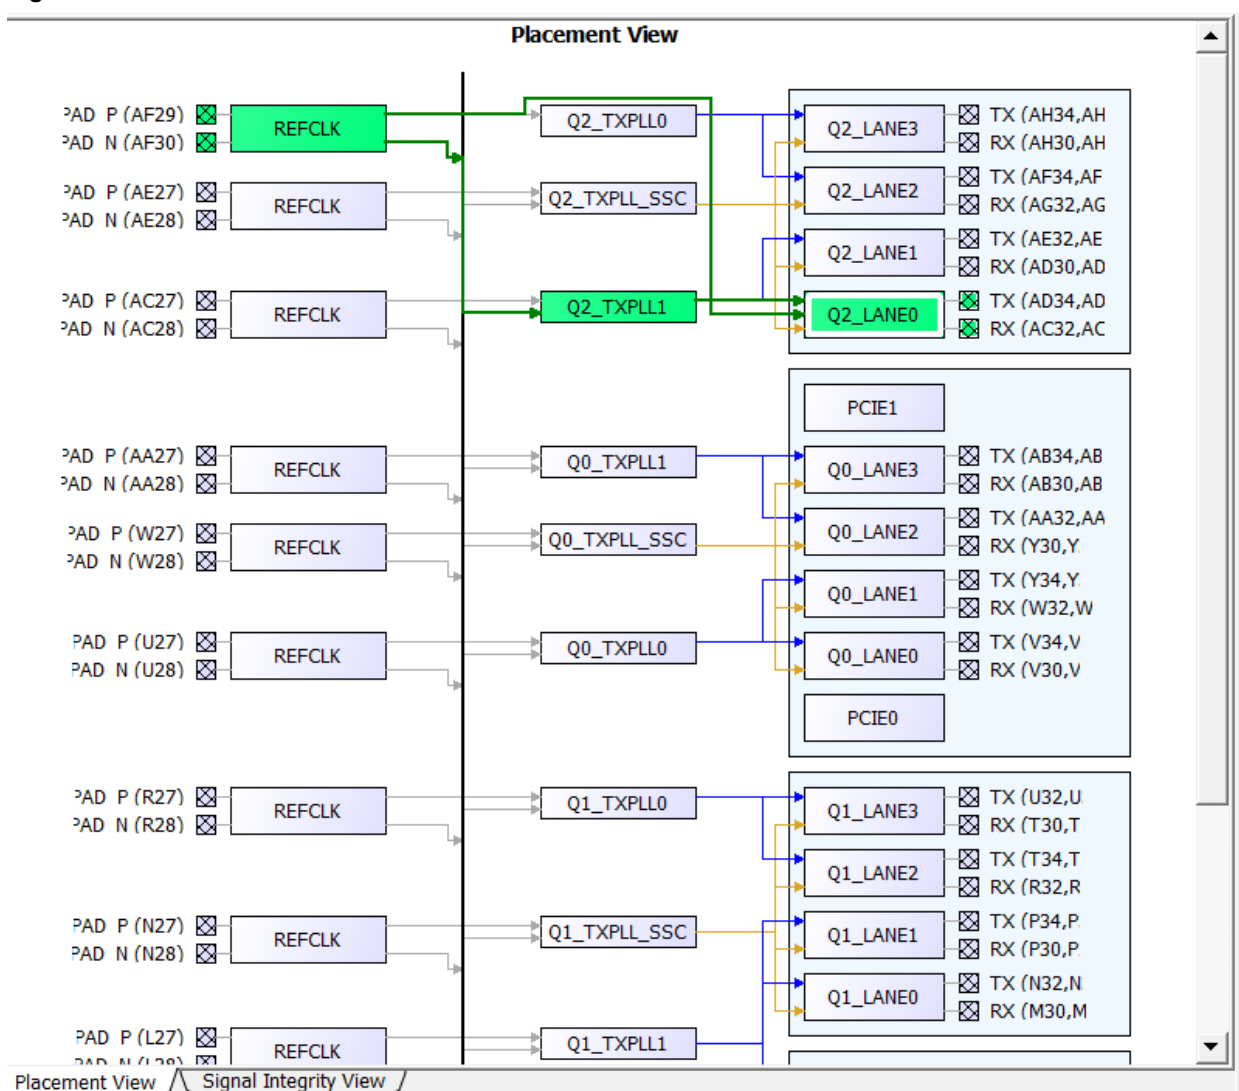 Placement View
PAD P (AF29)
PAD N (AF30)
REFCLK
Q2_TXPLL0
Q2_LANE3
TX (AH34,AH
RX (AH30,AH
PAD P (AE27)
PAD N (AE28)
REFCLK
Q2_TXPLL_SSC
Q2_LANE2
TX (AF34,AF
RX (AG32,AG
Q2_LANE1
TX (AE32,AE
RX (AD30,AD
PAD P (AC27)
PAD N (AC28)
REFCLK
Q2_TXPLL1
Q2_LANE0
TX (AD34,AD
RX (AC32,AC
PCIE1
PAD P (AA27)
PAD N (AA28)
REFCLK
Q0_TXPLL1
Q0_LANE3
TX (AB34,AB
RX (AB30,AB
PAD P (W27)
PAD N (W28)
REFCLK
Q0_TXPLL_SSC
Q0_LANE2
TX (AA32,AA
RX (Y30,Y
Q0_LANE1
TX (Y34,Y
RX (W32,W
PAD P (U27)
PAD N (U28)
REFCLK
Q0_TXPLL0
Q0_LANE0
TX (V34,V
RX (V30,V
PCIE0
PAD P (R27)
PAD N (R28)
REFCLK
Q1_TXPLL0
Q1_LANE3
TX (U32,U
RX (T30,T
Q1_LANE2
TX (T34,T
RX (R32,R
PAD P (N27)
PAD N (N28)
REFCLK
Q1_TXPLL_SSC
Q1_LANE1
TX (P34,P
RX (P30,P
Q1_LANE0
TX (N32,N
RX (M30,M
PAD P (L27)
PAD N (L28)
REFCLK
Q1_TXPLL1
Placement View
Signal Integrity View